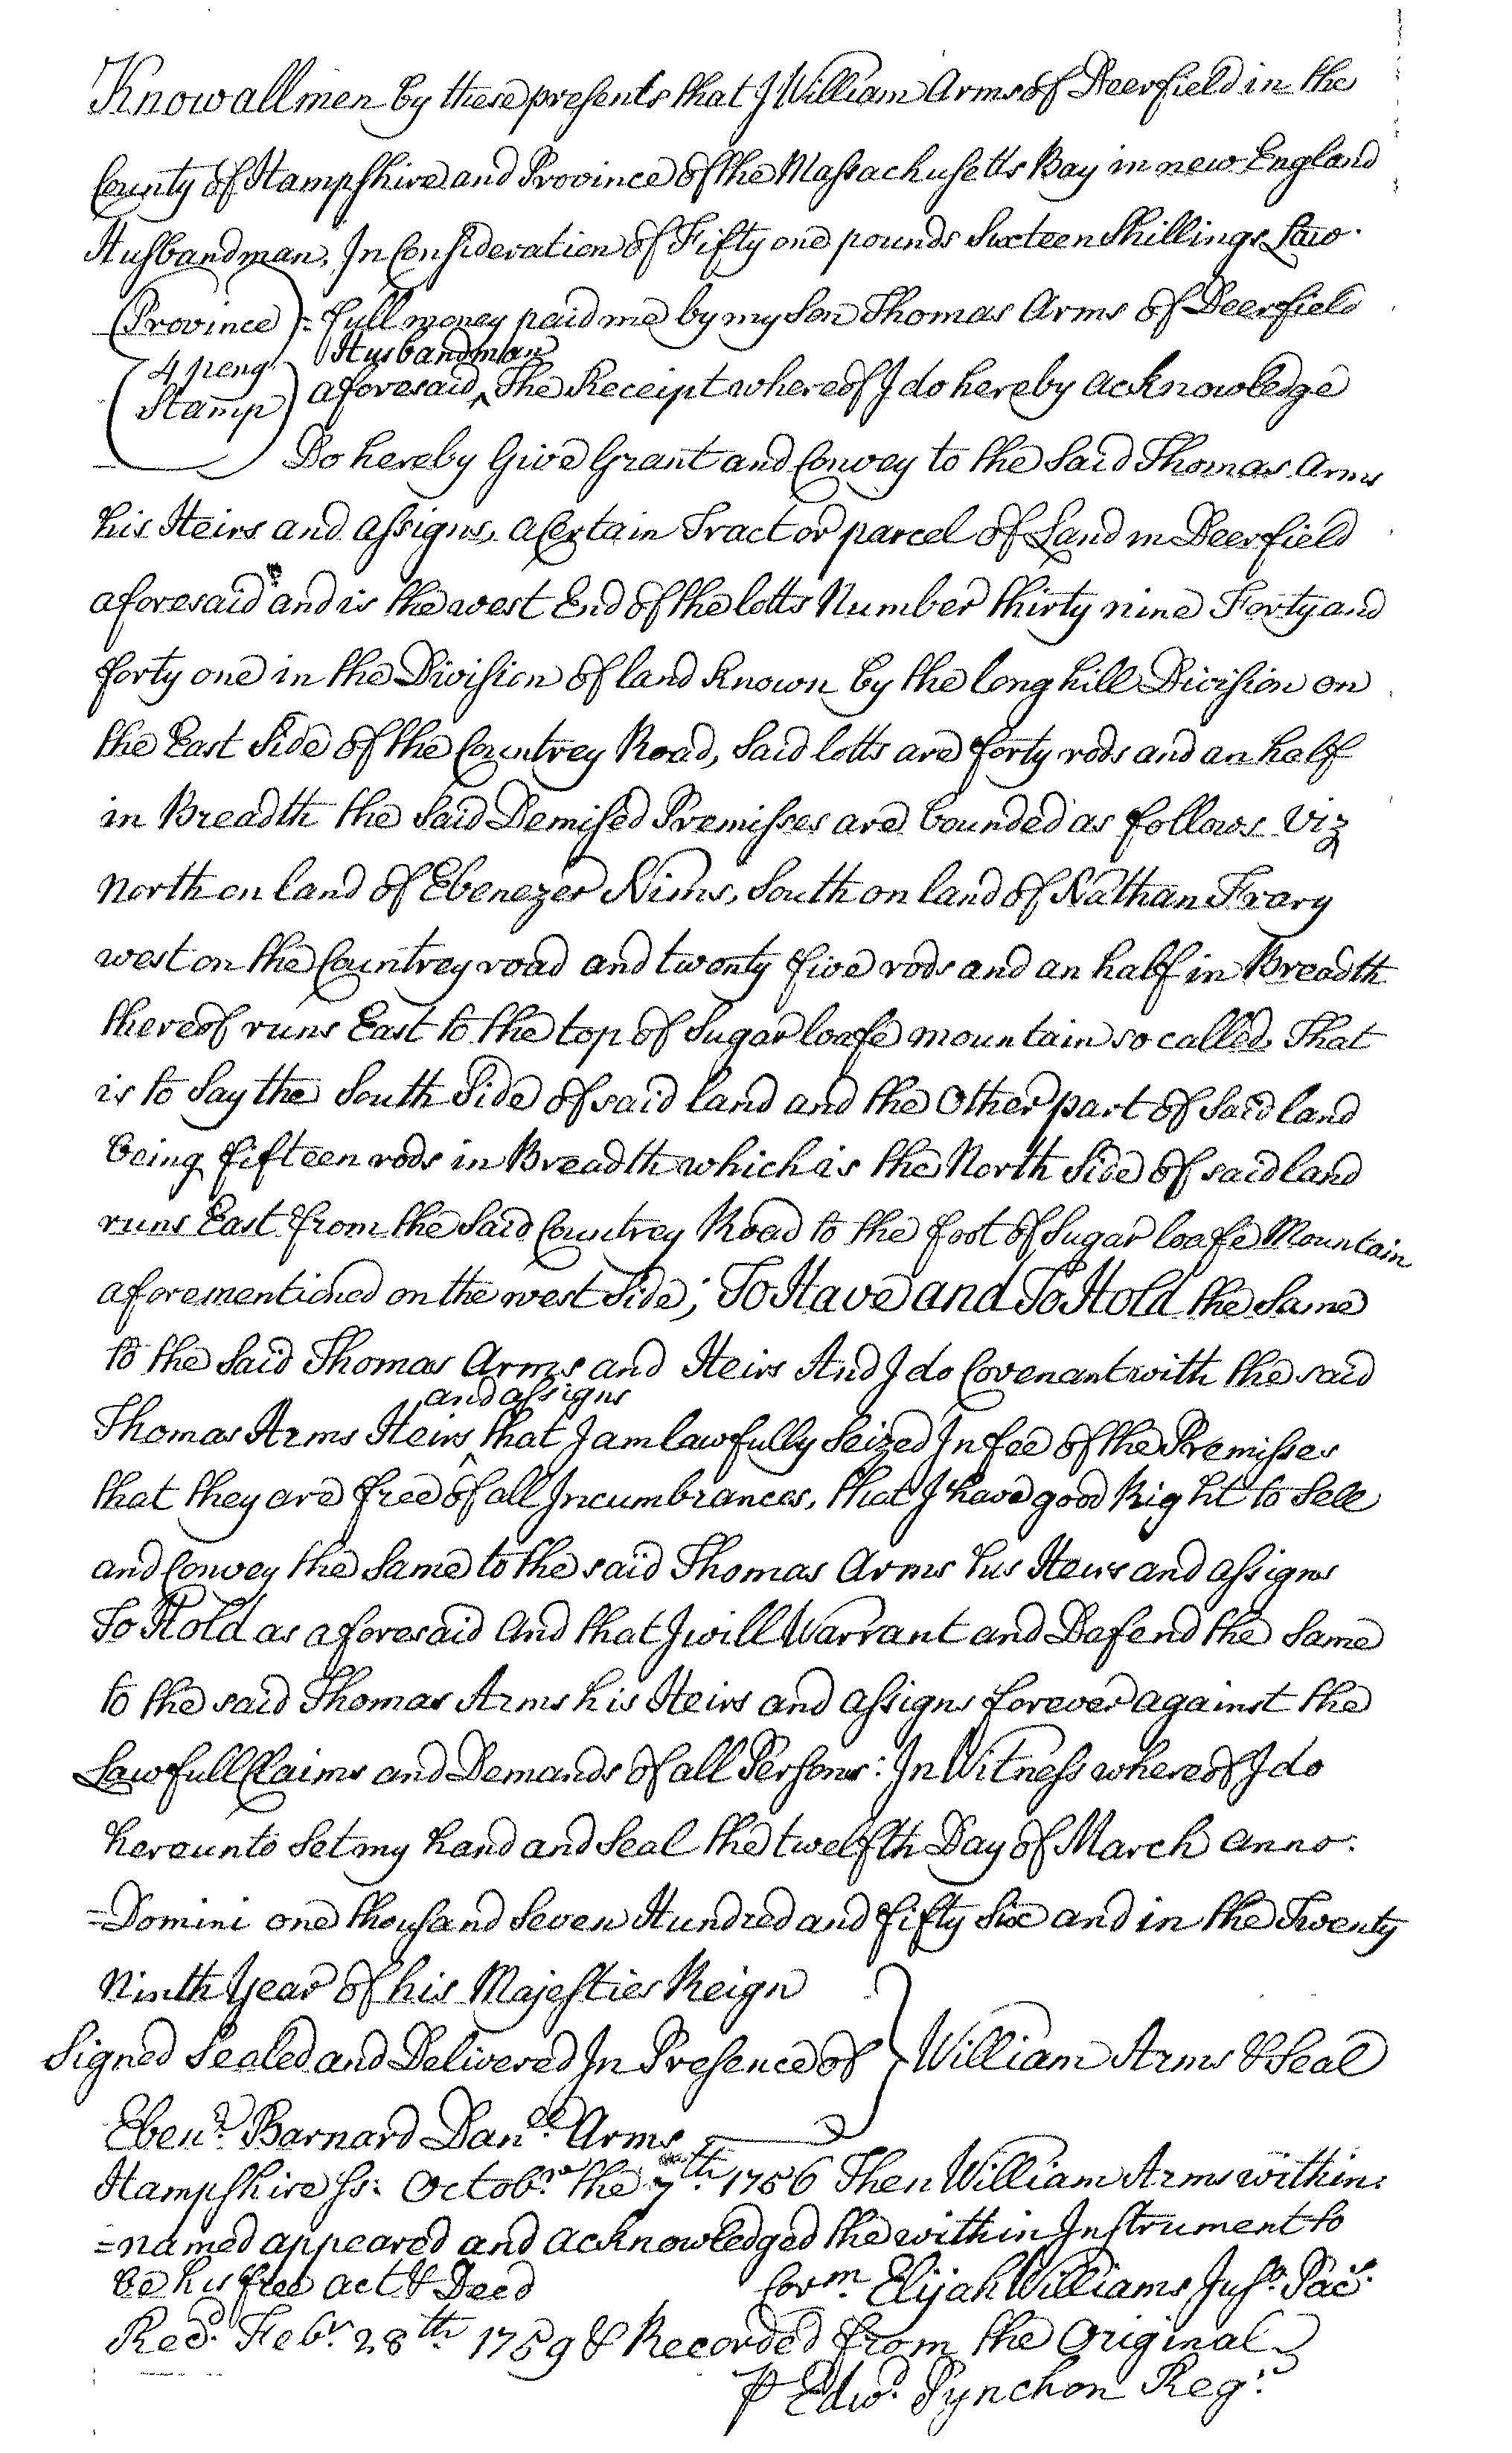 Know all men by these presents that I William Arms of Deerfield in the
County of Hampshire and Province of the Massachusetts Bay in new England
Husbandman, In Consideration of Fifty one pounds Sixteen Shillings Law
(Province) = full money paid me by my Son Thomas Arms of Deerfield
Husbandman
4 peng.
aforesaid ^ The Receipt whereof I do hereby acknowledge
Stamp
Do hereby Give Grant and Convey to the Said Thomas Arms
his Heirs and assigns, a Certain Tract or parcel of Land in Deerfield
aforesaid and is the west End of the lotts Number thirty nine Forty and
forty one in the Division of land known by the long hill Division on
the East Side of the Countrey Road, Said lotts are forty rods and an half
in Breadth the Said Demised Premisses are bounded as follows Viz
North on land of Ebenezer Nims, South on land of Nathan Frary
west on the Countrey road and twenty five rods and an half in Breadth
thereof runs East to the top of Sugar loafe mountain so called, That
is to Say the South Side of said land and the Other part of Said land
being fifteen rods in Breadth which is the North Side of said land
runs East from the Said Countrey Road to the foot of Sugar loafe Mountain
aforementioned on the west Side; To Have and To Hold the Same
to the Said Thomas Arms and Heirs And I do Covenant with the said
and assigns
Thomas Arms Heirs ^ that I am lawfully Seized In fee of the Premisses
that they are free of all Incumbrances, that I have good Right to Sell
and Convey the Same to the said Thomas Arms his Heirs and assigns
To Hold as aforesaid And that I will Warrant and Defend the Same
to the said Thomas Arms his Heirs and assigns forever against the
Lawfull Claims and Demands of all Persons: In Witness whereof I do
hereunto Set my hand and Seal the twelfth Day of March anno:
=Domini one thousand Seven Hundred and fifty Six and in the Twenty
Ninth Year of his Majesties Reign
Signed Sealed and Delivered In Presence of } William Arms & Seal
Ebenr. Barnard Danll. Arms
Hampshire Ss: Octobr. the 7th. 1756 Then William Arms within:
=named appeared and acknowledged the within Instrument to
be his free act & Deed Corm. Elijah Williams Jus. Pac.
Recd. Febr. 28th 1759 & Recorded from the Original
P Edwd. Pynchon Regr.